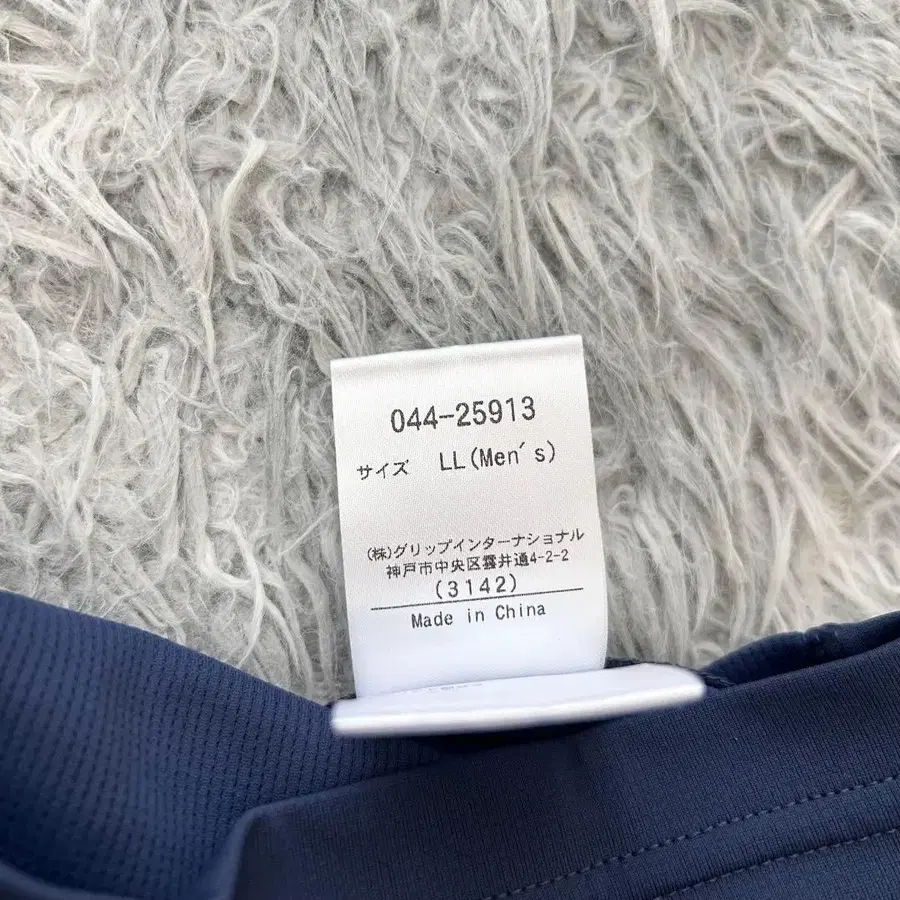 044-25913
サイズ LL(Men's)
(株)グリップインターナショナル
神戸市中央区雲井通4-2-2
(3142)
Made in China